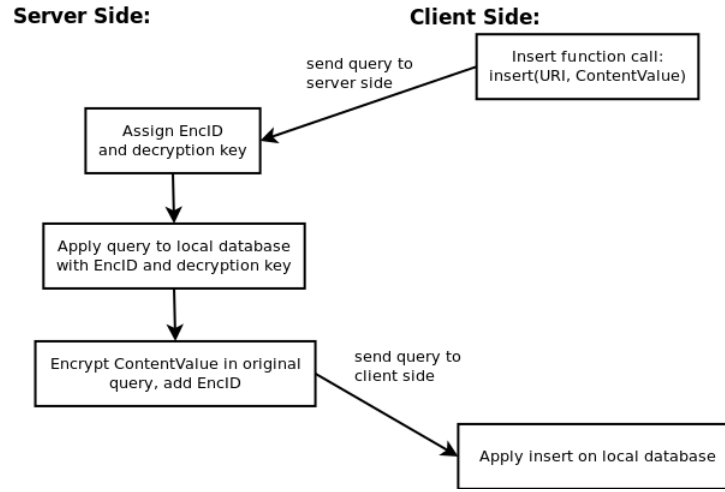 Server Side:
Client Side:
Insert function call:
insert(URI, ContentValue)
send query to
server side
Assign EncID
and decryption key
Apply query to local database
with EncID and decryption key
Encrypt ContentValue in original
query, add EncID
send query to
client side
Apply insert on local database